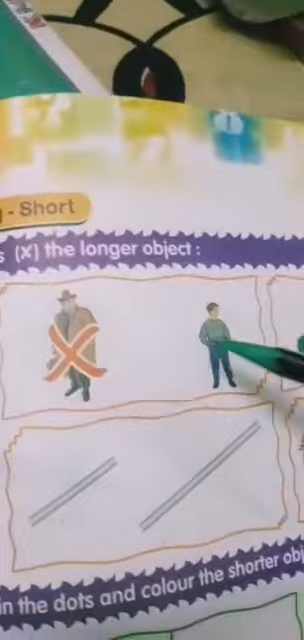 - Short
s (x) the longer object :
in the dots and colour the shorter obj